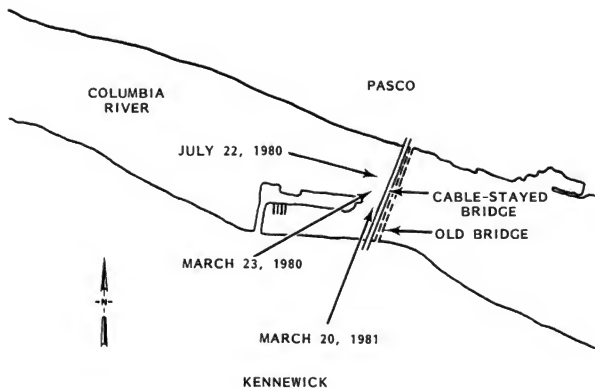 PASCO
COLUMBIA
RIVER
JULY 22, 1980
CABLE-STAYED
BRIDGE
OLD BRIDGE
MARCH 23, 1980
-N-
MARCH 20, 1981
KENNEWICK